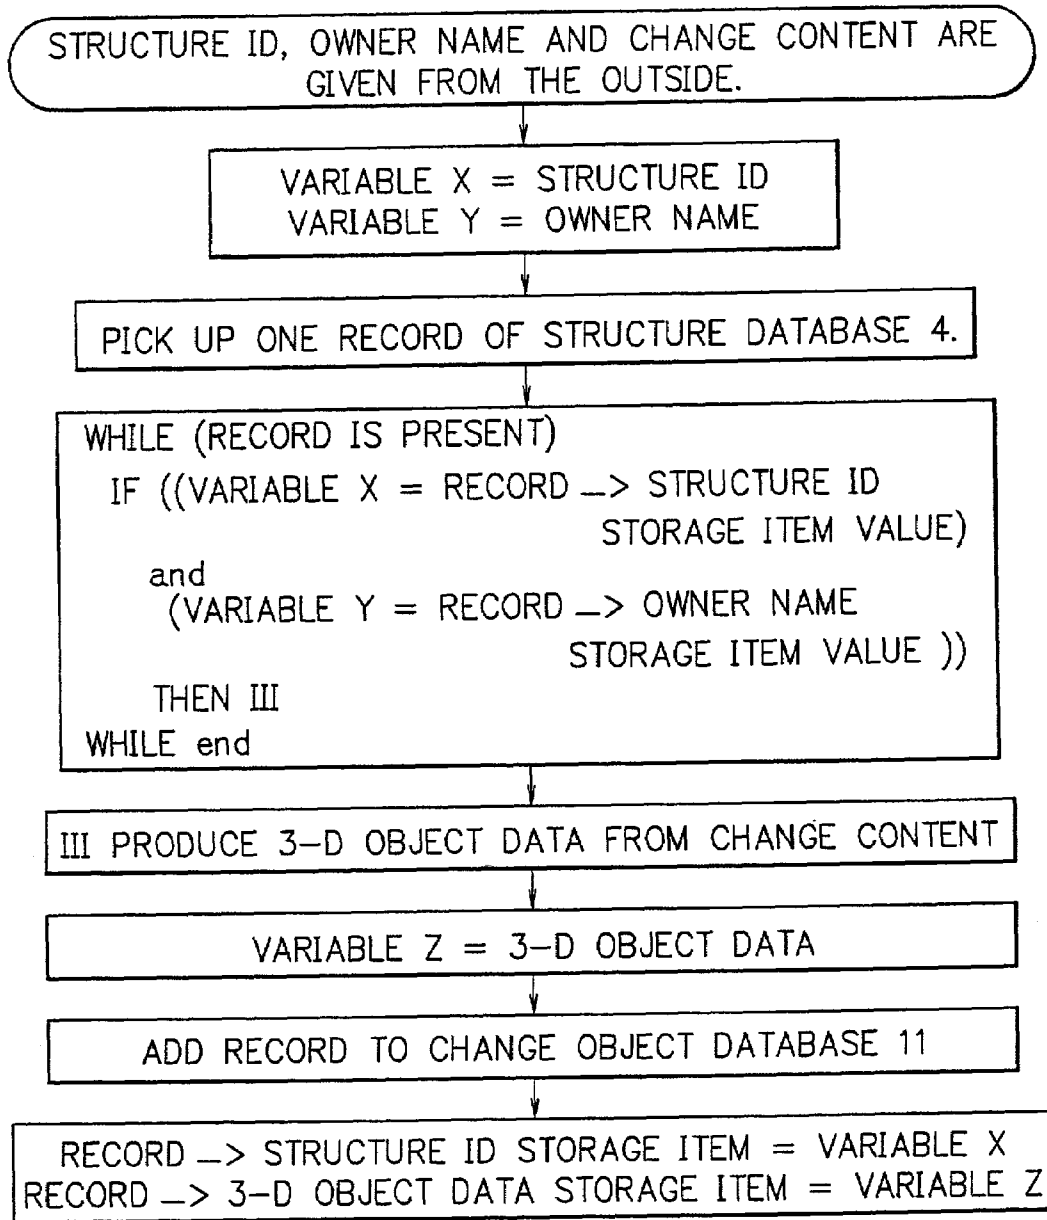 STRUCTURE ID, OWNER NAME AND CHANGE CONTENT ARE
GIVEN FROM THE OUTSIDE.
VARIABLE X = STRUCTURE ID
VARIABLE Y = OWNER NAME
PICK UP ONE RECORD OF STRUCTURE DATABASE 4.
WHILE (RECORD IS PRESENT)
IF ((VARIABLE X = RECORD —> STRUCTURE ID
STORAGE ITEM VALUE)
and
(VARIABLE Y = RECORD —> OWNER NAME
STORAGE ITEM VALUE ))
THEN III
WHILE end
III PRODUCE 3-D OBJECT DATA FROM CHANGE CONTENT
VARIABLE Z = 3-D OBJECT DATA
ADD RECORD TO CHANGE OBJECT DATABASE 11
RECORD —> STRUCTURE ID STORAGE ITEM = VARIABLE X
RECORD —> 3-D OBJECT DATA STORAGE ITEM = VARIABLE Z